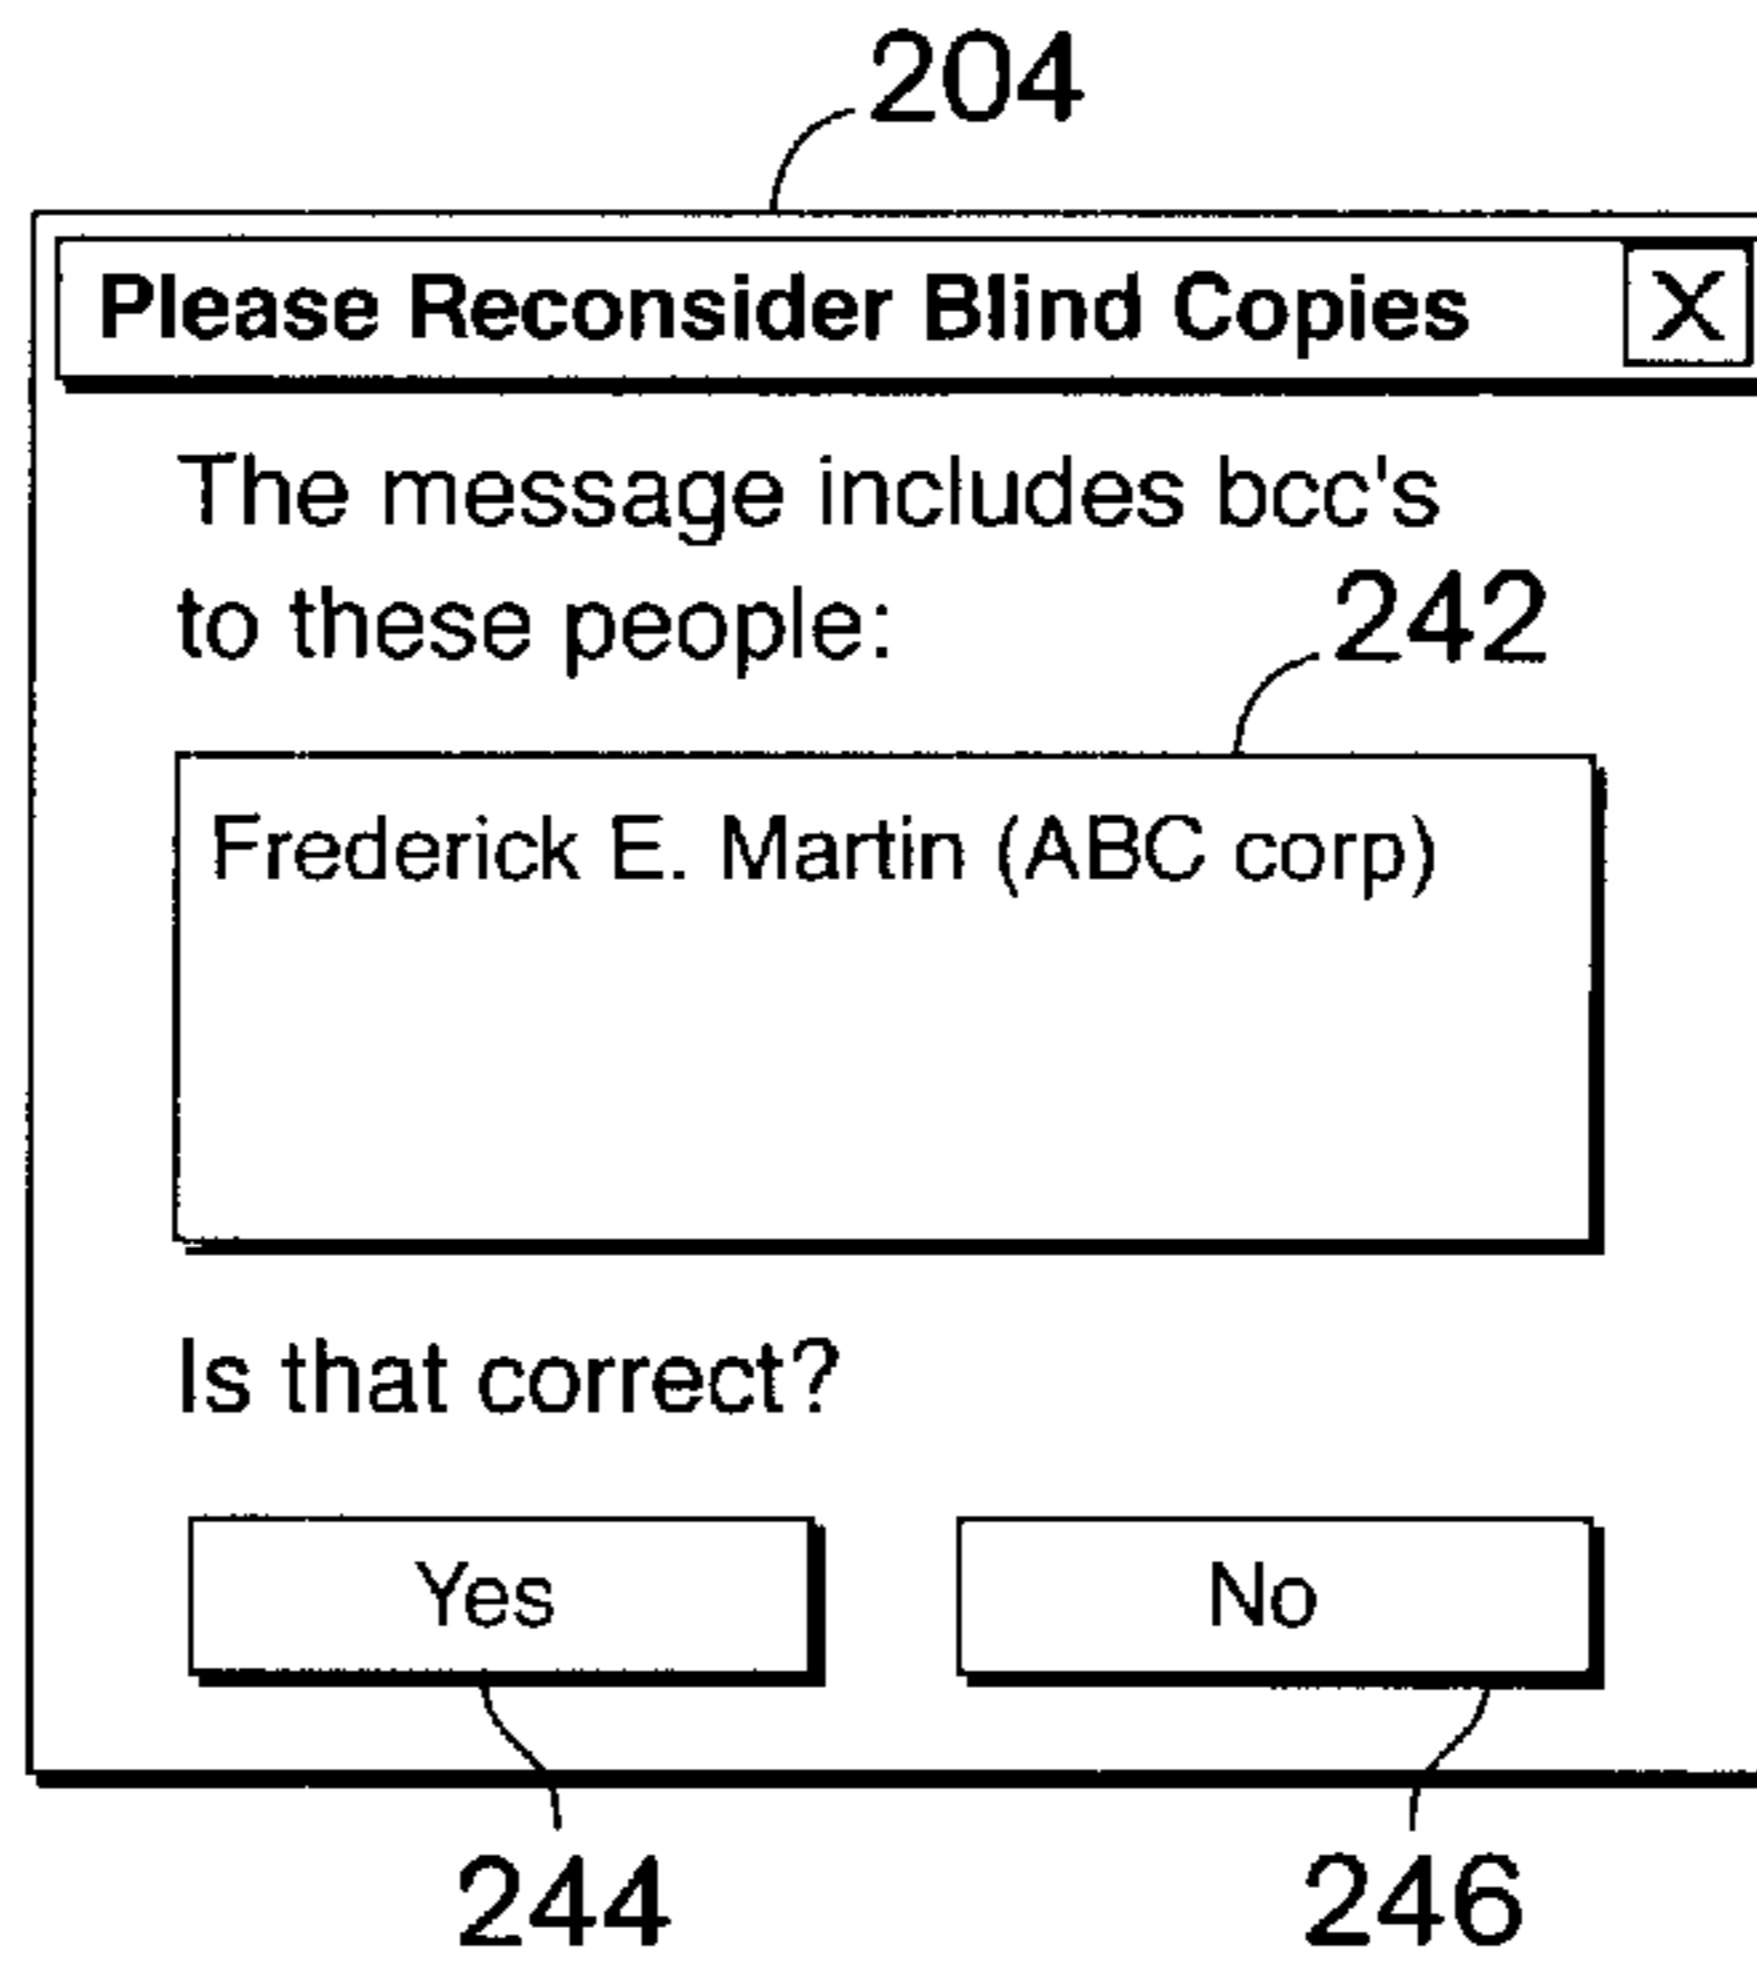 204
Please Reconsider Blind Copies X
The message includes bcc's
to these people:
242
Frederick E. Martin (ABC corp)
Is that correct?
Yes No
244 246